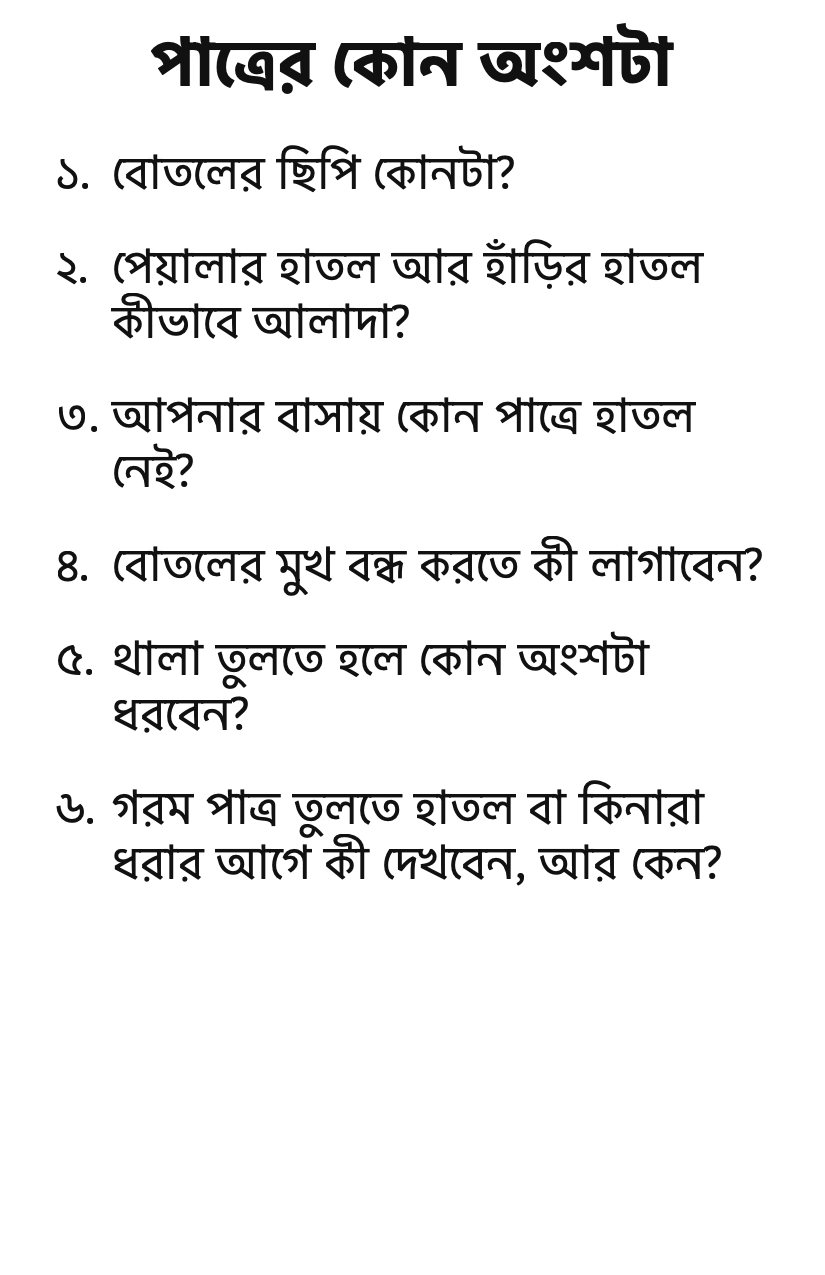 পাত্রের কোন অংশটা
১. বোতলের ছিপি কোনটা?
২. পেয়ালার হাতল আর হাঁড়ির হাতল
কীভাবে আলাদা?
৩. আপনার বাসায় কোন পাত্রে হাতল
নেই?
৪. বোতলের মুখ বন্ধ করতে কী লাগাবেন?
৫. থালা তুলতে হলে কোন অংশটা
ধরবেন?
৬. গরম পাত্র তুলতে হাতল বা কিনারা
ধরার আগে কী দেখবেন, আর কেন?